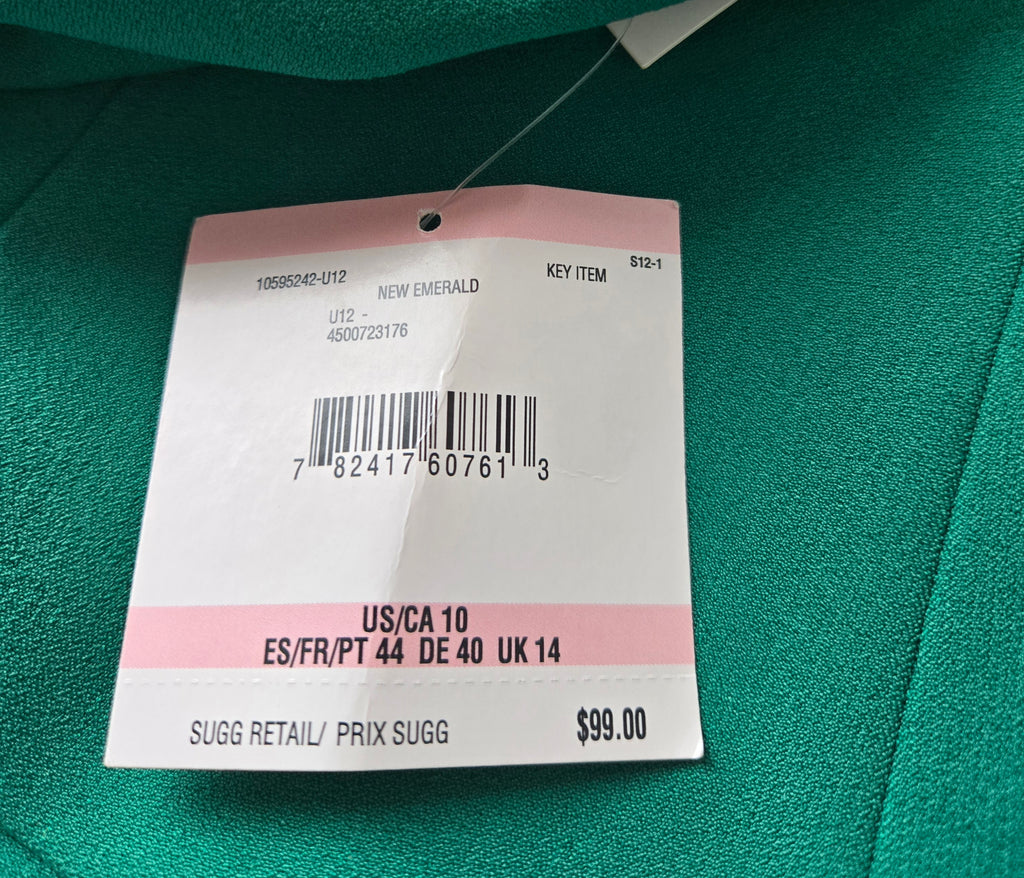 S12-1
10595242-U12 NEW EMERALD KEY ITEM
U12 -
4500723176
7 82417 60761 3
US/CA 10
ES/FR/PT 44 DE 40 UK 14
SUGG RETAIL/ PRIX SUGG $99.00